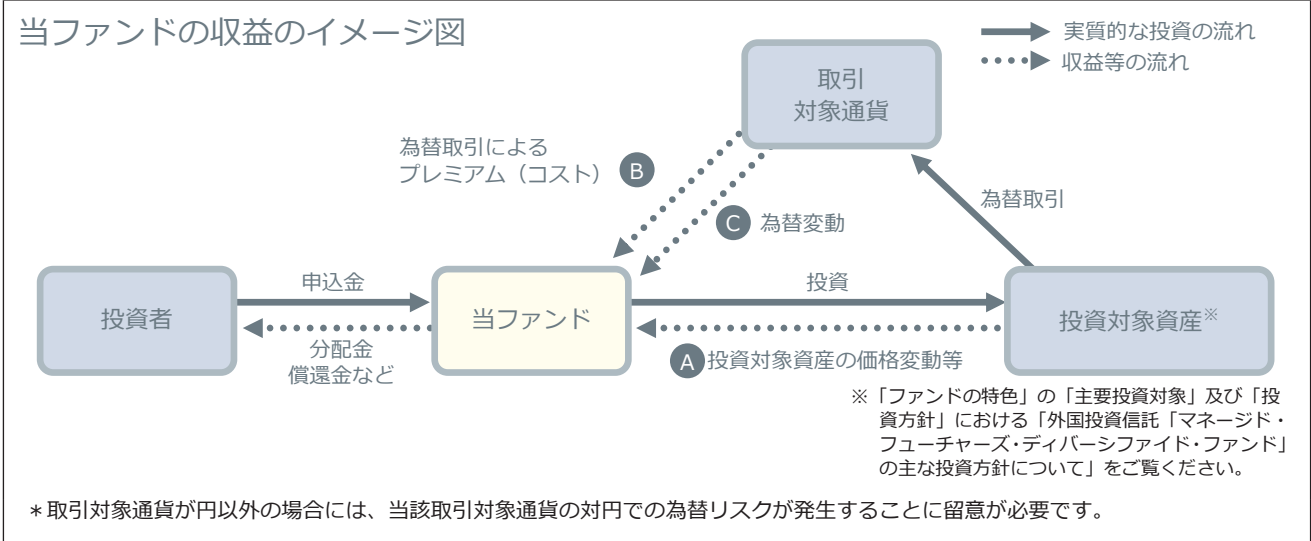 当ファンドの収益のイメージ図
実質的な投資の流れ
収益等の流れ
取引
対象通貨
為替取引による
プレミアム（コスト）
B
C
為替変動
為替取引
投資者
申込金
分配金
償還金など
当ファンド
投資
A
投資対象資産の価格変動等
投資対象資産※
※「ファンドの特色」の「主要投資対象」及び「投
資方針」における「外国投資信託「マネージド・
フューチャーズ・ディバーシファイド・ファンド」
の主な投資方針について」をご覧ください。
＊取引対象通貨が円以外の場合には、当該取引対象通貨の対円での為替リスクが発生することに留意が必要です。